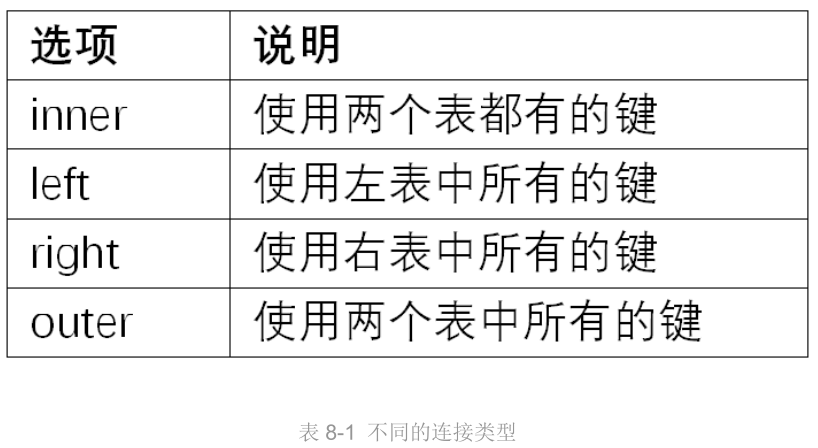 选项 说明
inner 使用两个表都有的键
left 使用左表中所有的键
right 使用右表中所有的键
outer 使用两个表中所有的键
表 8-1 不同的连接类型